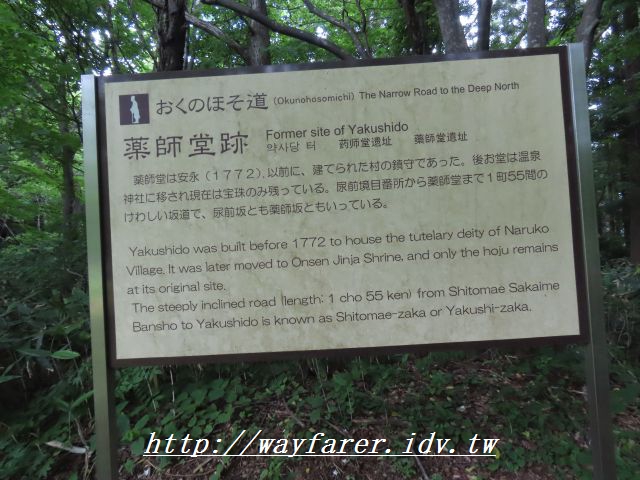 おくのほそ道 (Okunohosomichi) The Narrow Road to the Deep North
薬師堂跡 Former site of Yakushido
약사당 터 药师堂遗址 藥師堂遺址
薬師堂は安永（１７７２）、以前に、建てられた村の鎮守であった。後お堂は温泉
神社に移され現在は宝珠のみ残っている。尿前境目番所から薬師堂まで１町55間の
けわしい坂道で、尿前坂とも薬師坂ともいっている。
Yakushido was built before 1772 to house the tutelary deity of Naruko
Village. It was later moved to Onsen Jinja Shrine, and only the hoju remains
at its original site.
The steeply inclined road (length: 1 cho 55 ken) from Shitomae Sakaime
Bansho to Yakushido is known as Shitomae-zaka or Yakushi-zaka.
http://wayfarer.idv.tw